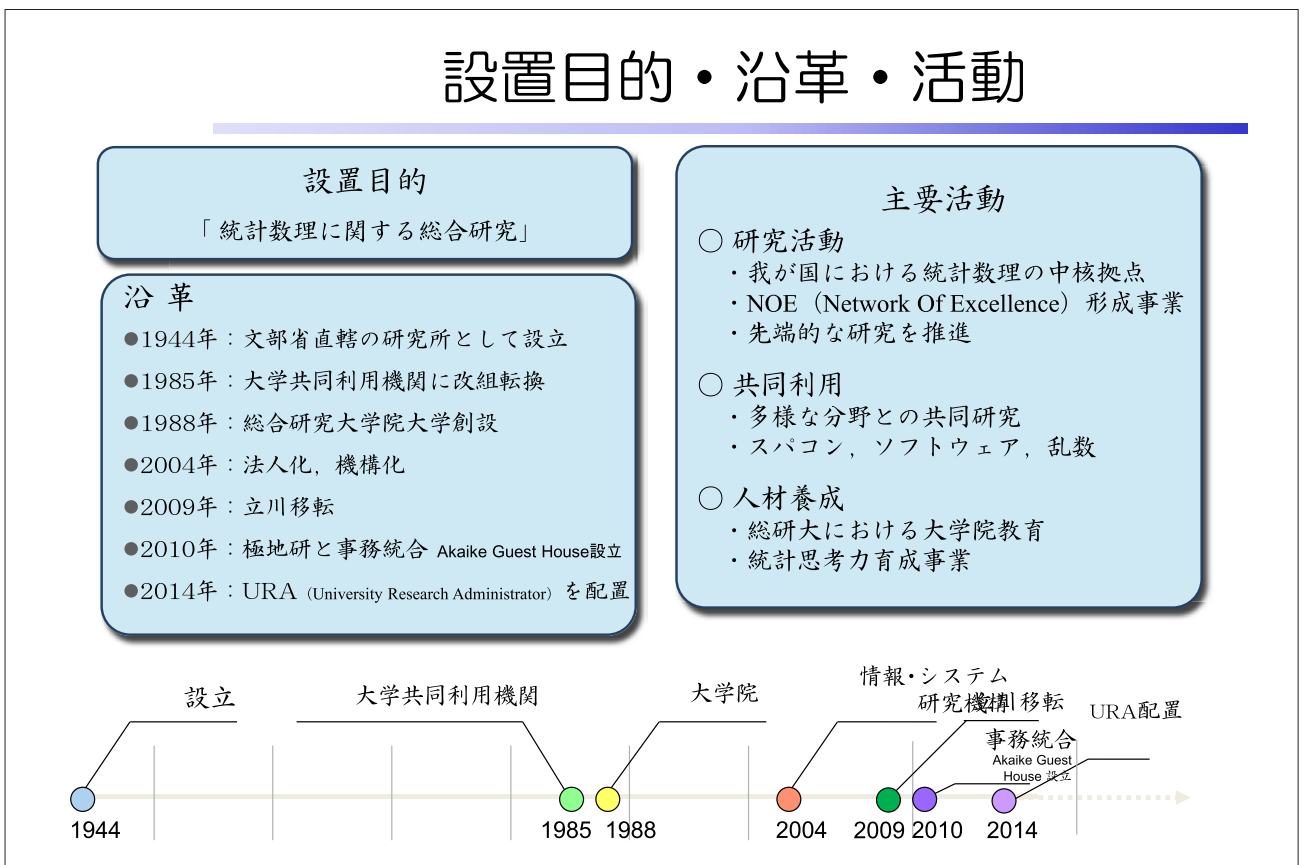 設置目的・沿革・活動
設置目的
「 統計数理に関する総合研究」
沿 革
●1944年：文部省直轄の研究所として設立
●1985年：大学共同利用機関に改組転換
●1988年：総合研究大学院大学創設
●2004年：法人化，機構化
●2009年：立川移転
●2010年：極地研と事務統合 Akaike Guest House設立
●2014年：URA（University Research Administrator）を配置
主要活動
○ 研究活動
・我が国における統計数理の中核拠点
・NOE（Network Of Excellence）形成事業
・先端的な研究を推進
○ 共同利用
・多様な分野との共同研究
・スパコン，ソフトウェア，乱数
○ 人材養成
・総研大における大学院教育
・統計思考力育成事業
設立
大学共同利用機関
大学院
情報・システム
研究機構
立川移転
URA配置
事務統合
Akaike Guest
House 設立
1944
1985
1988
2004
2009
2010
2014